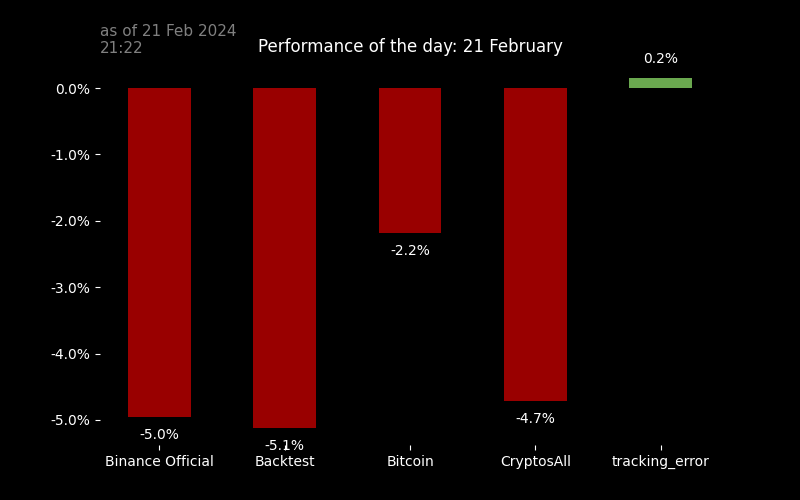 as of 21 Feb 2024
21:22
Performance of the day: 21 February
0.2%
0.0%
-1.0%
-2.0%
-2.2%
-3.0%
-4.0%
-4.7%
-5.0%
-5.0%
-5.1%
Binance Official
Backtest
Bitcoin
CryptosAll
tracking_error